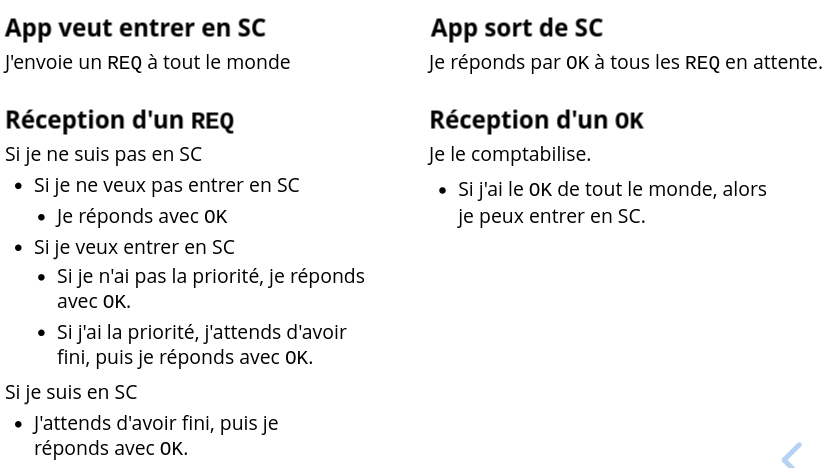 App veut entrer en SC
J'envoie un REQ à tout le monde
Réception d'un REQ
Si je ne suis pas en SC
• Si je ne veux pas entrer en SC
• Je réponds avec OK
• Si je veux entrer en SC
• Si je n'ai pas la priorité, je réponds
avec OK.
• Si j'ai la priorité, j'attends d'avoir
fini, puis je réponds avec OK.
Si je suis en SC
• J'attends d'avoir fini, puis je
réponds avec OK.
App sort de SC
Je réponds par OK à tous les REQ en attente.
Réception d'un OK
Je le comptabilise.
• Si j'ai le OK de tout le monde, alors
je peux entrer en SC.